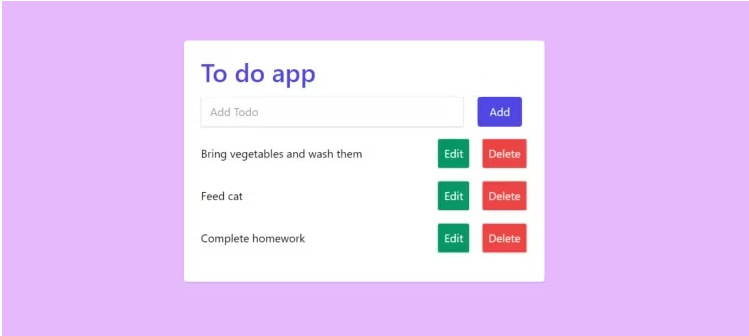 To do app
Add Todo Add
Bring vegetables and wash them Edit Delete
Feed cat Edit Delete
Complete homework Edit Delete